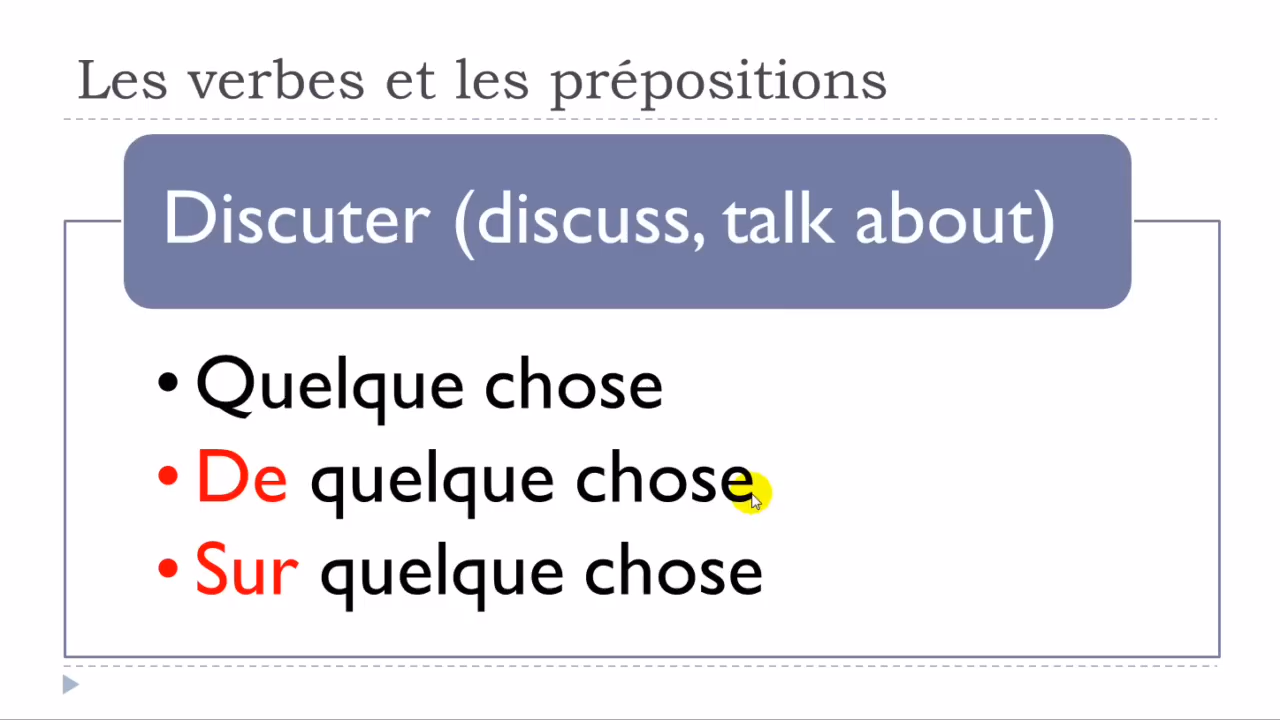 Les verbes et les prépositions
Discuter (discuss, talk about)
• Quelque chose
• De quelque chose
• Sur quelque chose